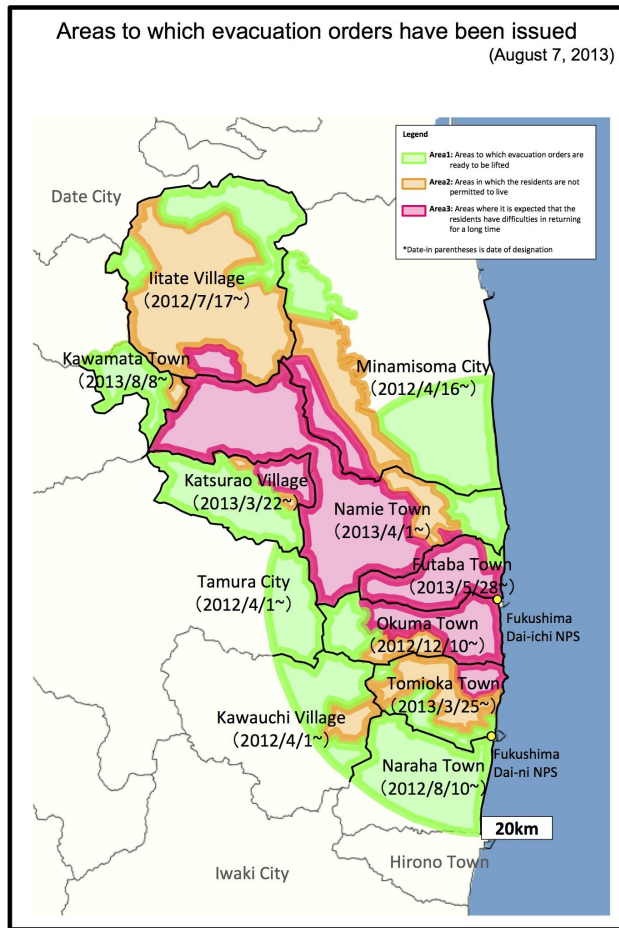 Areas to which evacuation orders have been issued
(August 7, 2013)
Legend
Area1: Areas to which evacuation orders are
ready to be lifted
Area2: Areas in which the residents are not
permitted to live
Area3: Areas where it is expected that the
residents have difficulties in returning
for a long time
*Date-in parentheses is date of designation
Date City
Iitate Village
(2012/7/17~)
Kawamata Town
(2013/8/8~)
Minamisoma City
(2012/4/16~)
Katsurao Village
(2013/3/22~)
Namie Town
(2013/4/1~)
Futaba Town
(2013/5/28~)
Tamura City
(2012/4/1~)
Fukushima
Dai-ichi NPS
Okuma Town
(2012/12/10~)
Tomioka Town
(2013/3/25~)
Kawauchi Village
(2012/4/1~)
Fukushima
Dai-ni NPS
Naraha Town
(2012/8/10~)
20km
Hirono Town
Iwaki City